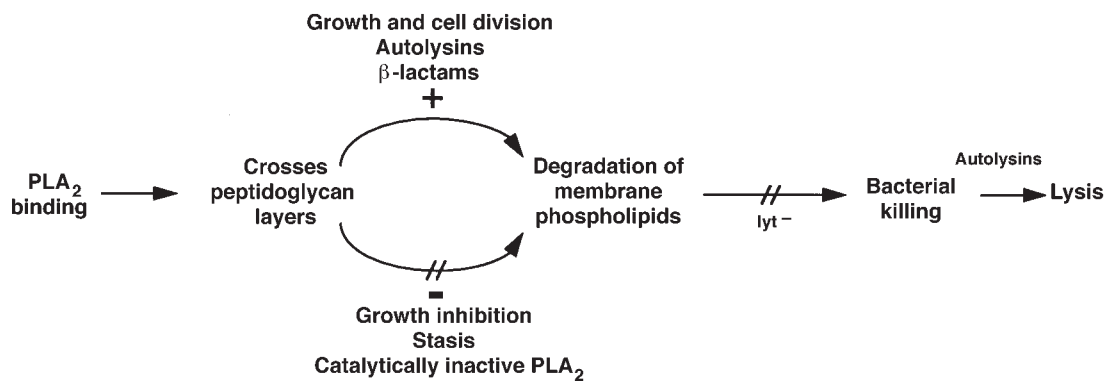 Growth and cell division
Autolysins
β-lactams
+
PLA2
binding
Crosses
peptidoglycan
layers
Degradation of
membrane
phospholipids
lyt –
Bacterial
killing
Autolysins
Lysis
-
Growth inhibition
Stasis
Catalytically inactive PLA2